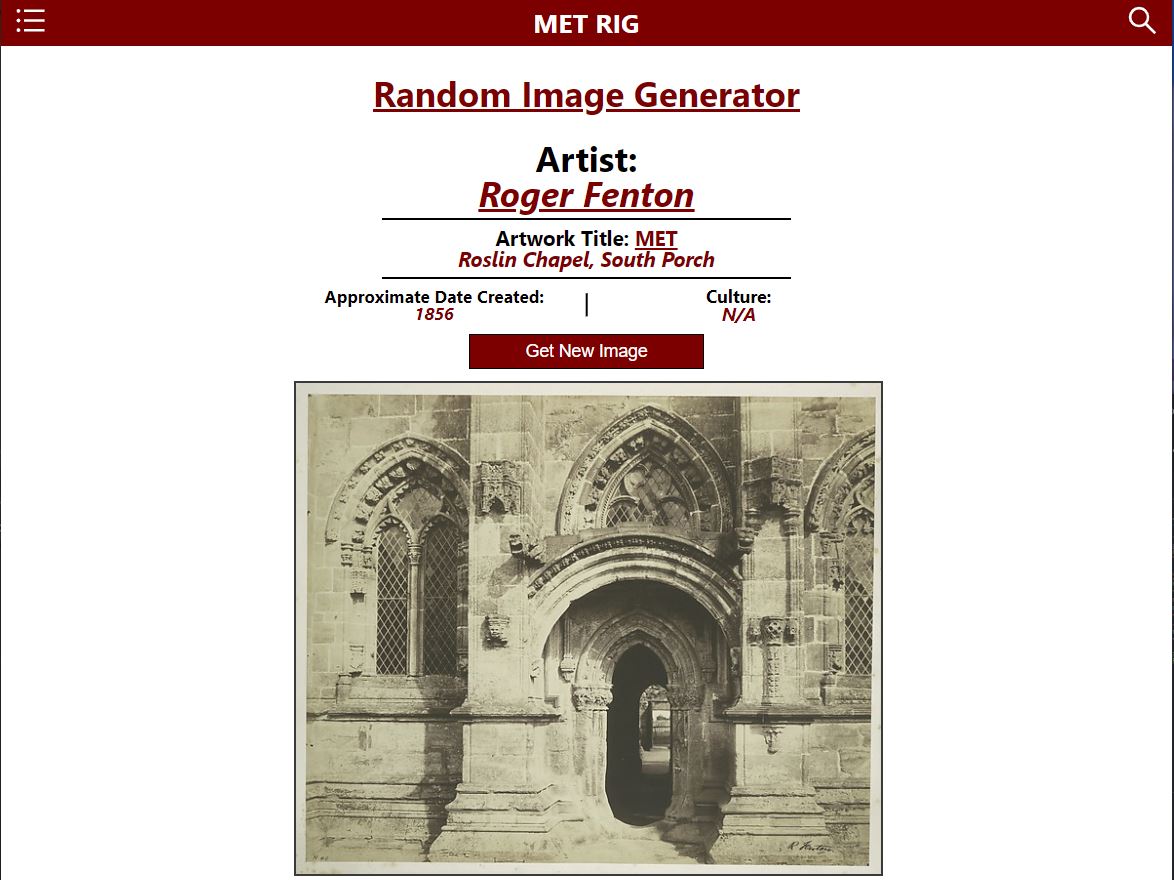 MET RIG
Random Image Generator
Artist:
Roger Fenton
Artwork Title: MET
Roslin Chapel, South Porch
Approximate Date Created:
1856
|
Culture:
N/A
Get New Image
R. Fenton